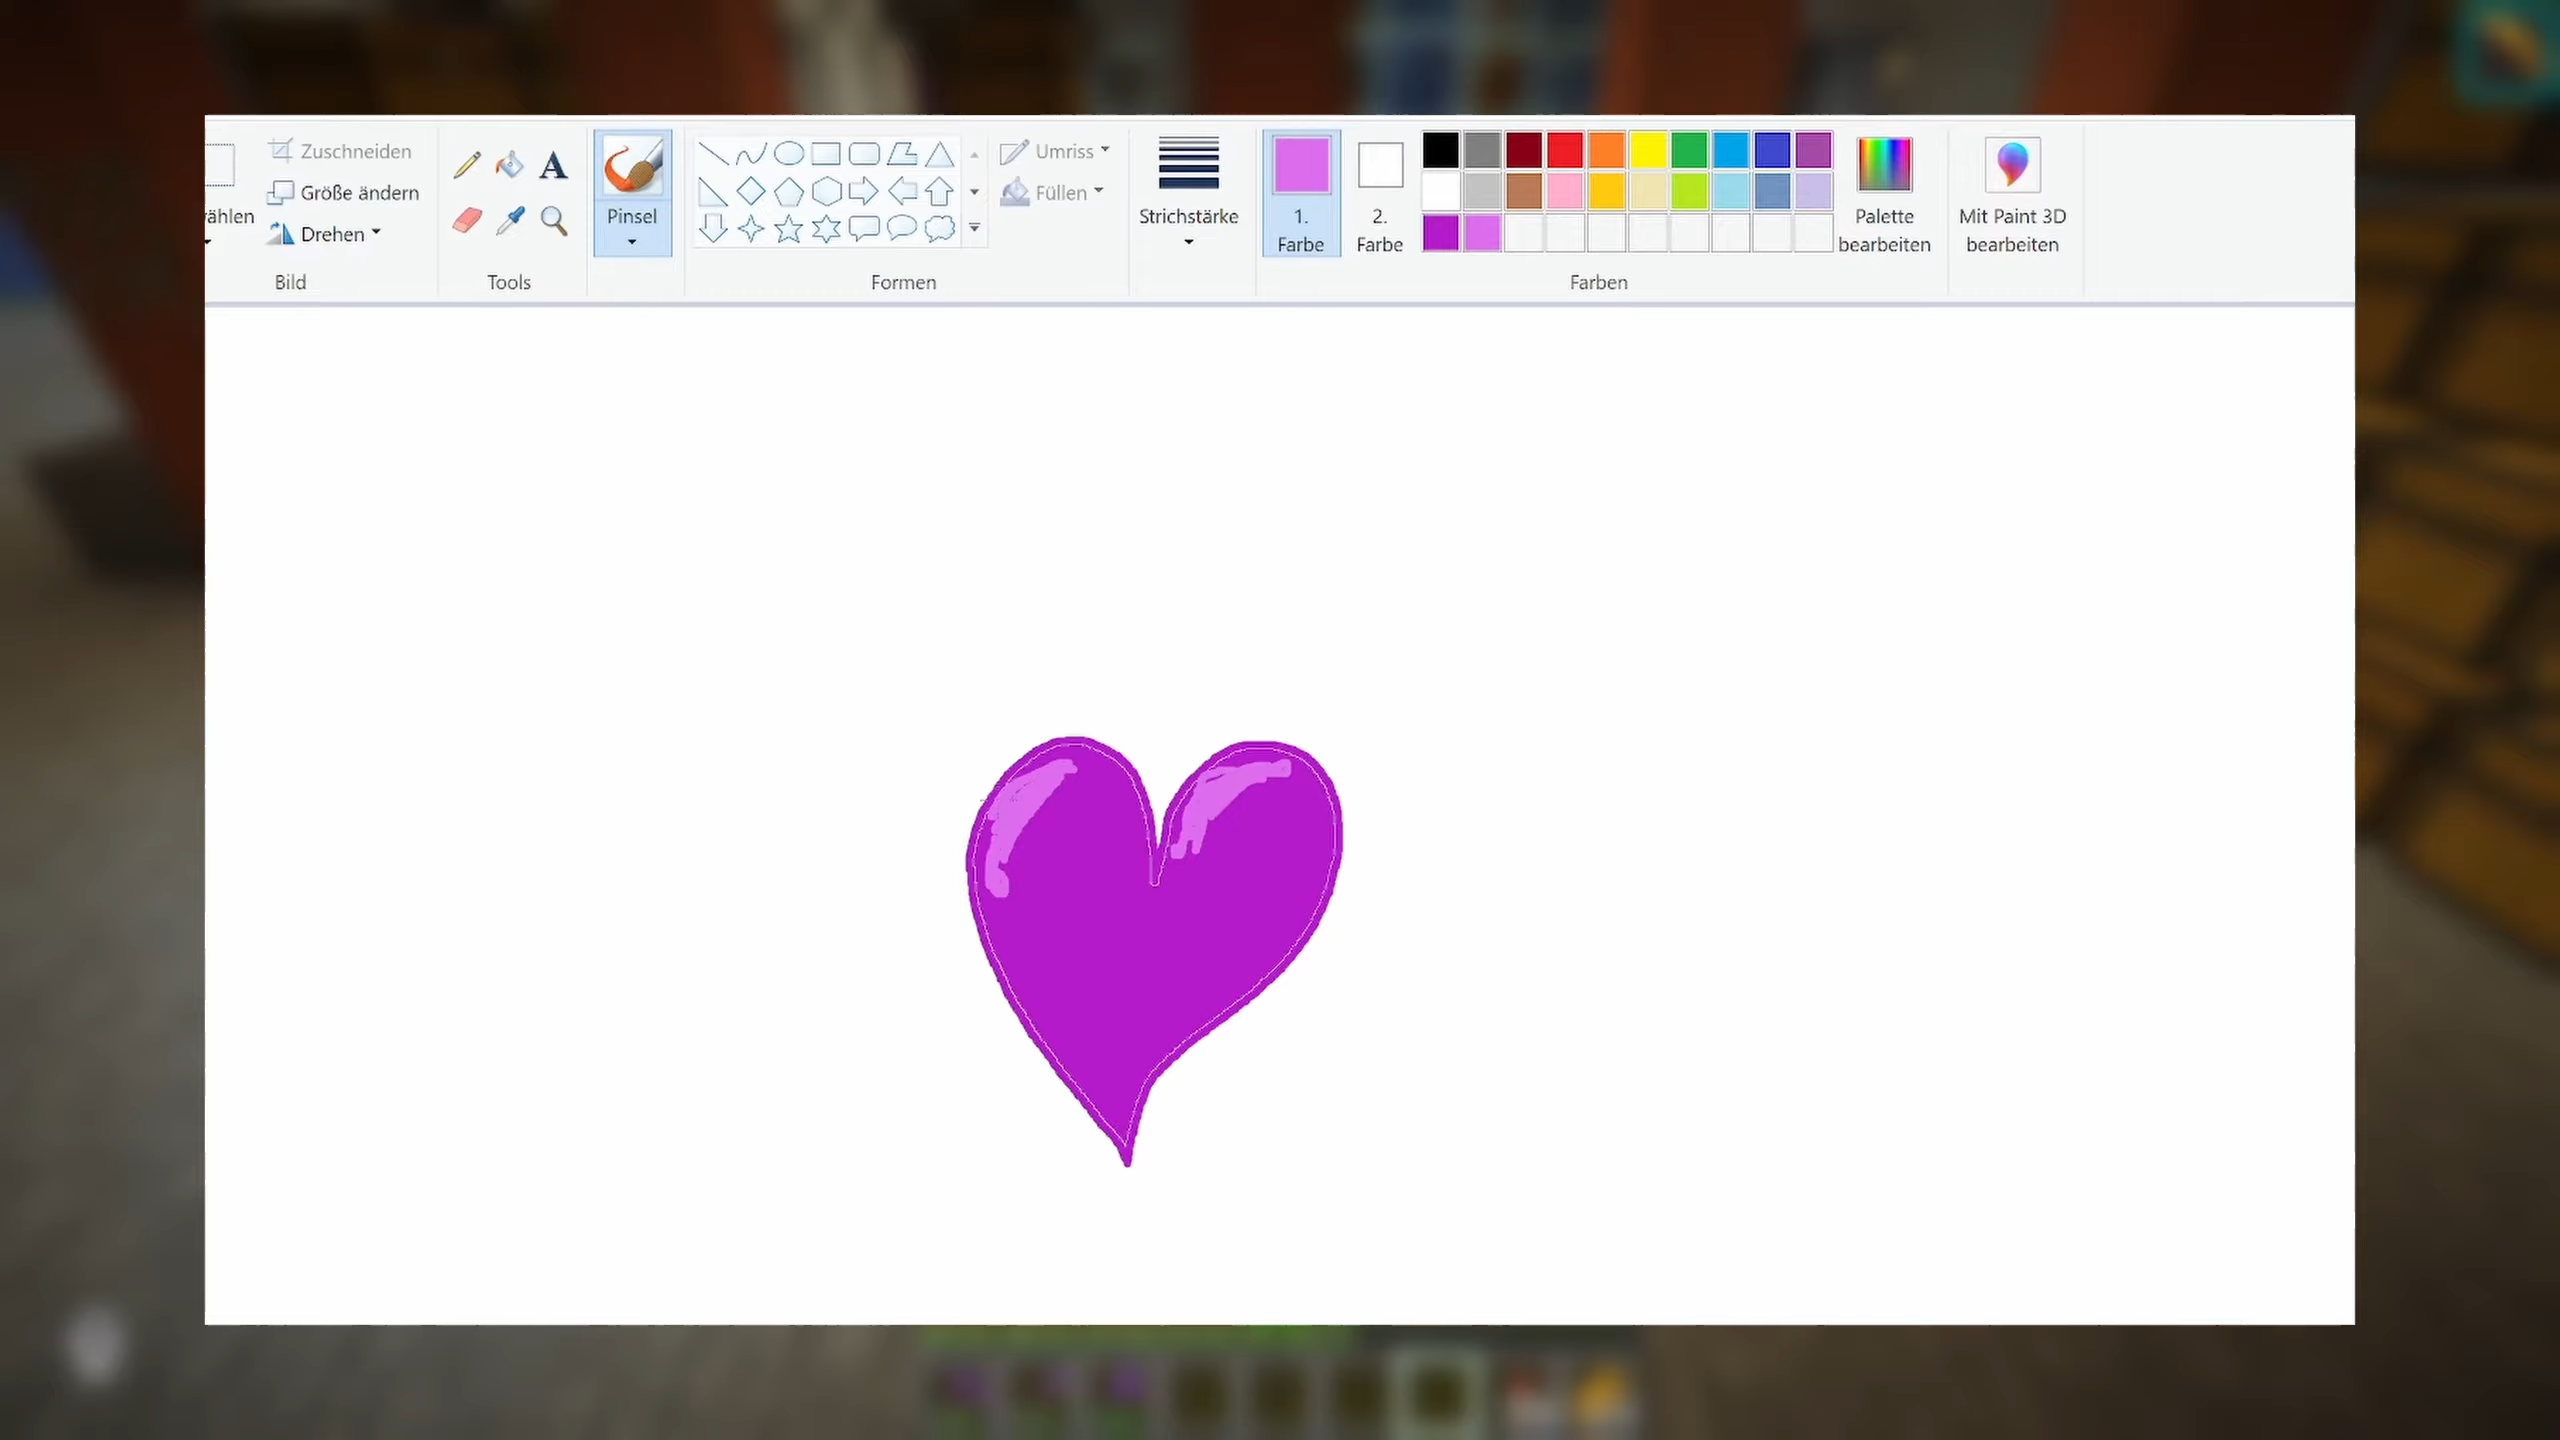 Zuschneiden
Größe ändern
ählen
Drehen
Bild
Tools
Pinsel
Formen
Umriss
Füllen
Strichstärke
1.
Farbe
2.
Farbe
Farben
Palette
bearbeiten
Mit Paint 3D
bearbeiten